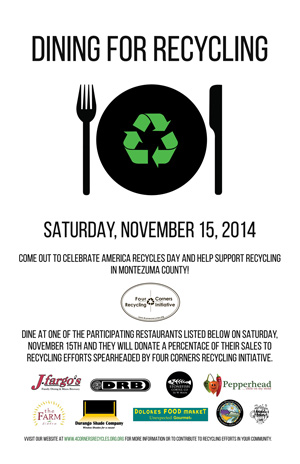 DINING FOR RECYCLING
SATURDAY, NOVEMBER 15, 2014
COME OUT TO CELEBRATE AMERICA RECYCLES DAY AND HELP SUPPORT RECYCLING
IN MONTEZUMA COUNTY!
Four Corners
Recycling Initiative
DINE AT ONE OF THE PARTICIPATING RESTAURANTS LISTED BELOW ON SATURDAY,
NOVEMBER 15TH AND THEY WILL DONATE A PERCENTAGE OF THEIR SALES TO
RECYCLING EFFORTS SPEARHEADED BY FOUR CORNERS RECYCLING INITIATIVE.
J.Fargo's
DRB
Pepperhead
THE FARM
Durango Shade Company
DOLORES FOOD MARKET
VVISIT OUR WEBSITE AT WWW.4CORNERSRECYCLES.ORG.ORG FOR MORE INFORMATION OR TO CONTRIBUTE TO RECYCLING EFFORTS IN YOUR COMMUNITY.